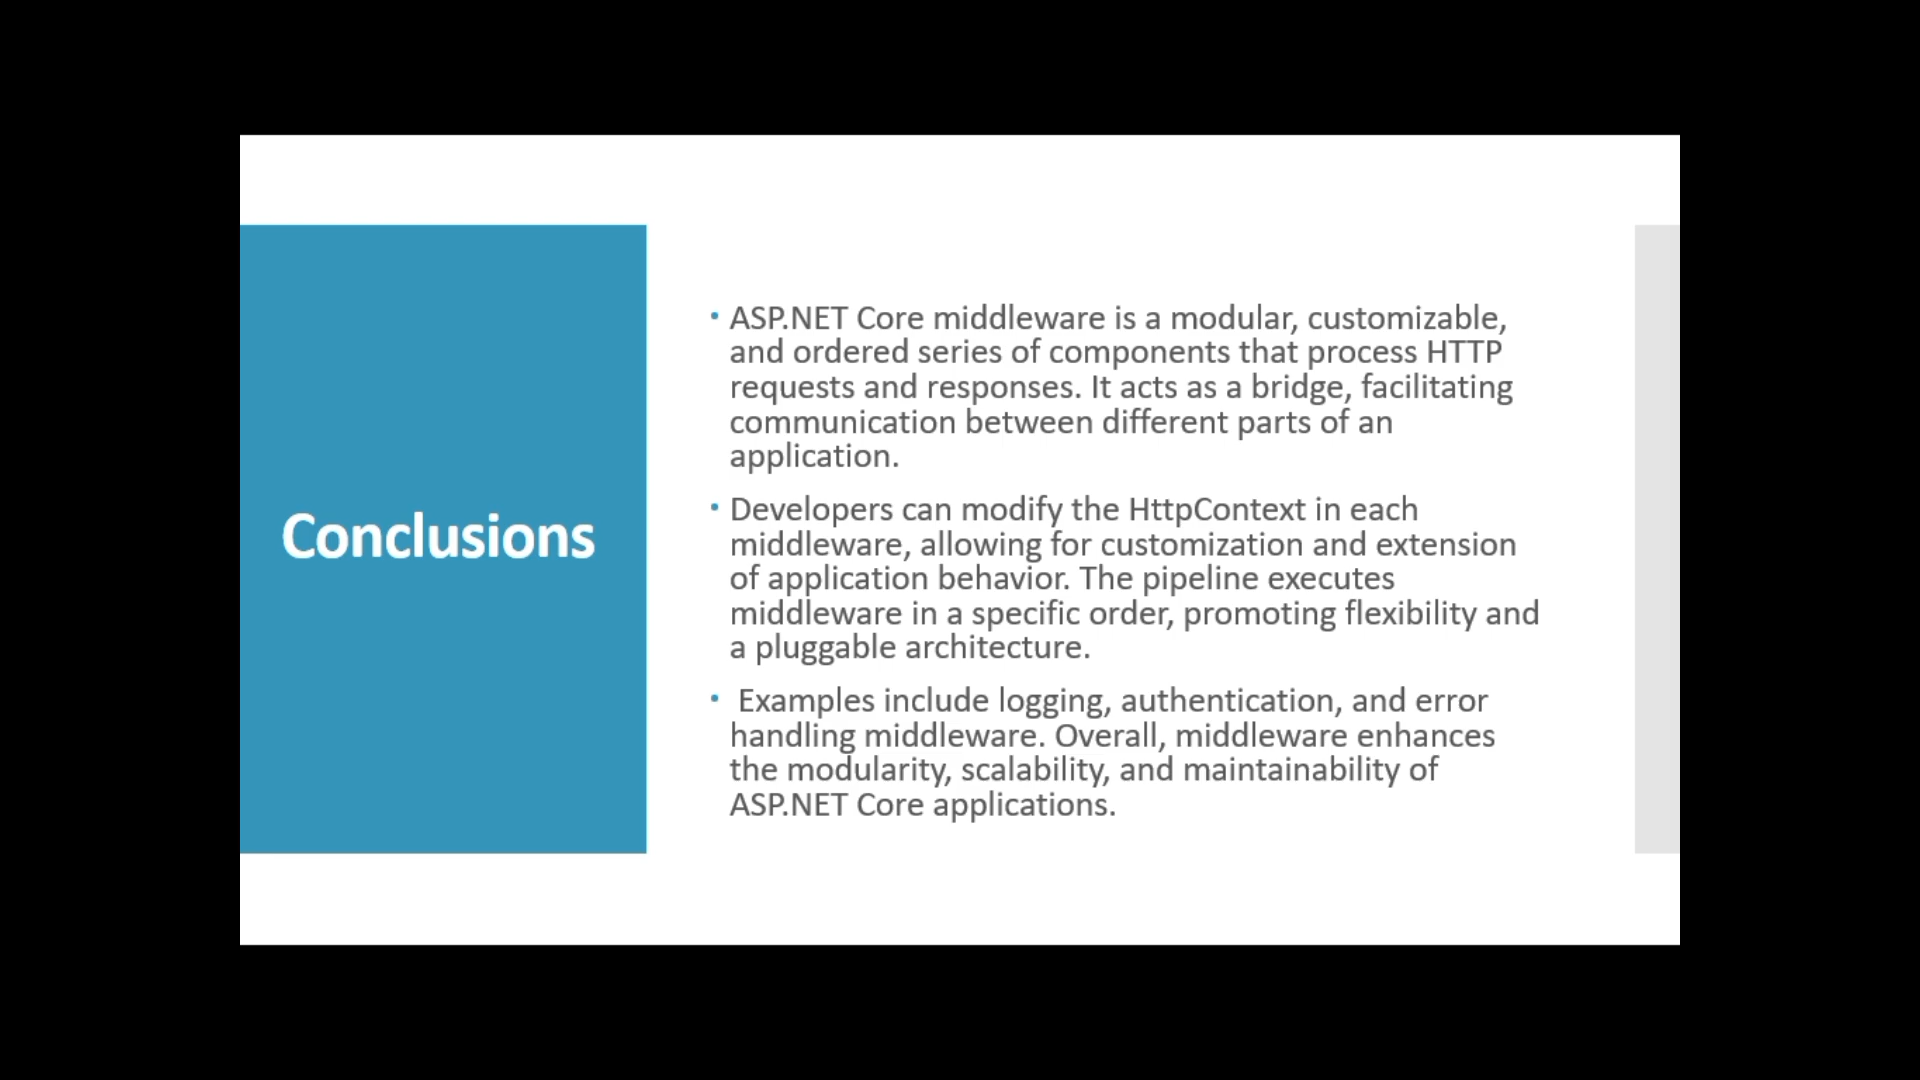 Conclusions
• ASP.NET Core middleware is a modular, customizable,
and ordered series of components that process HTTP
requests and responses. It acts as a bridge, facilitating
communication between different parts of an
application.
• Developers can modify the HttpContext in each
middleware, allowing for customization and extension
of application behavior. The pipeline executes
middleware in a specific order, promoting flexibility and
a pluggable architecture.
• Examples include logging, authentication, and error
handling middleware. Overall, middleware enhances
the modularity, scalability, and maintainability of
ASP.NET Core applications.